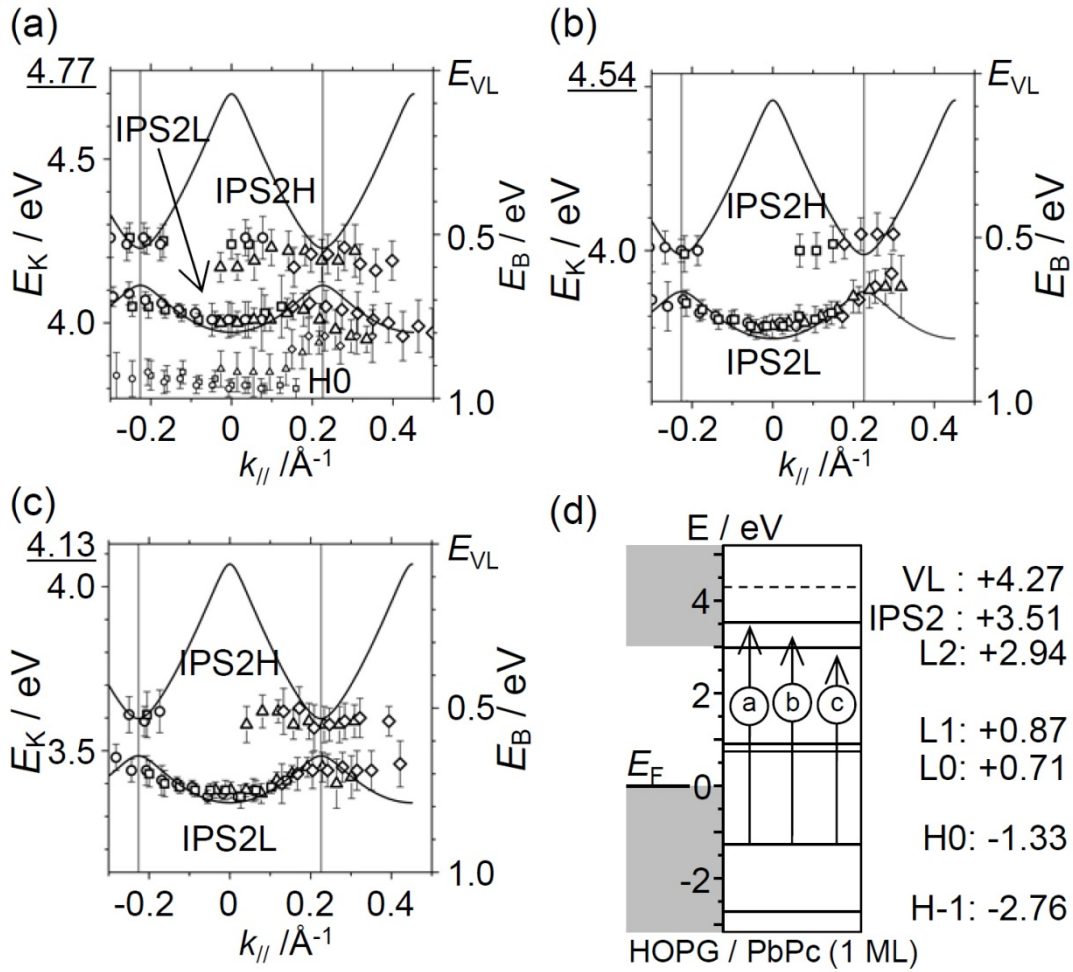 (a)
4.77
E_VL
IPS2L
4.5
IPS2H
0.5
E_K / eV
E_B / eV
4.0
H0
1.0
-0.2 0 0.2 0.4
k_// /Å⁻¹
(b)
4.54
E_VL
IPS2H
0.5
4.0
E_K / eV
E_B / eV
IPS2L
1.0
-0.2 0 0.2 0.4
k_// /Å⁻¹
(c)
4.13
E_VL
4.0
IPS2H
0.5
E_K / eV
E_B / eV
3.5
IPS2L
1.0
-0.2 0 0.2 0.4
k_// /Å⁻¹
(d)
E / eV
VL : +4.27
4
IPS2 : +3.51
L2: +2.94
2
a b c
L1: +0.87
L0: +0.71
E_F
0
H0: -1.33
-2
H-1: -2.76
HOPG / PbPc (1 ML)